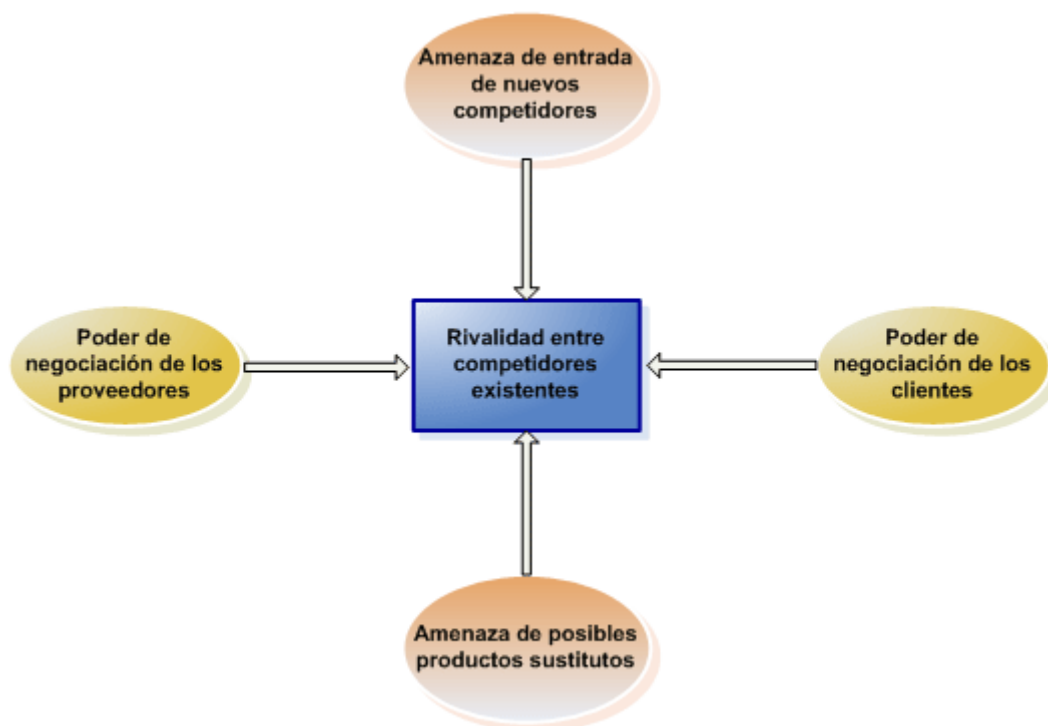 Amenaza de entrada
de nuevos
competidores
Poder de
negociación de los
proveedores
Rivalidad entre
competidores
existentes
Poder de
negociación de los
clientes
Amenaza de posibles
productos sustitutos